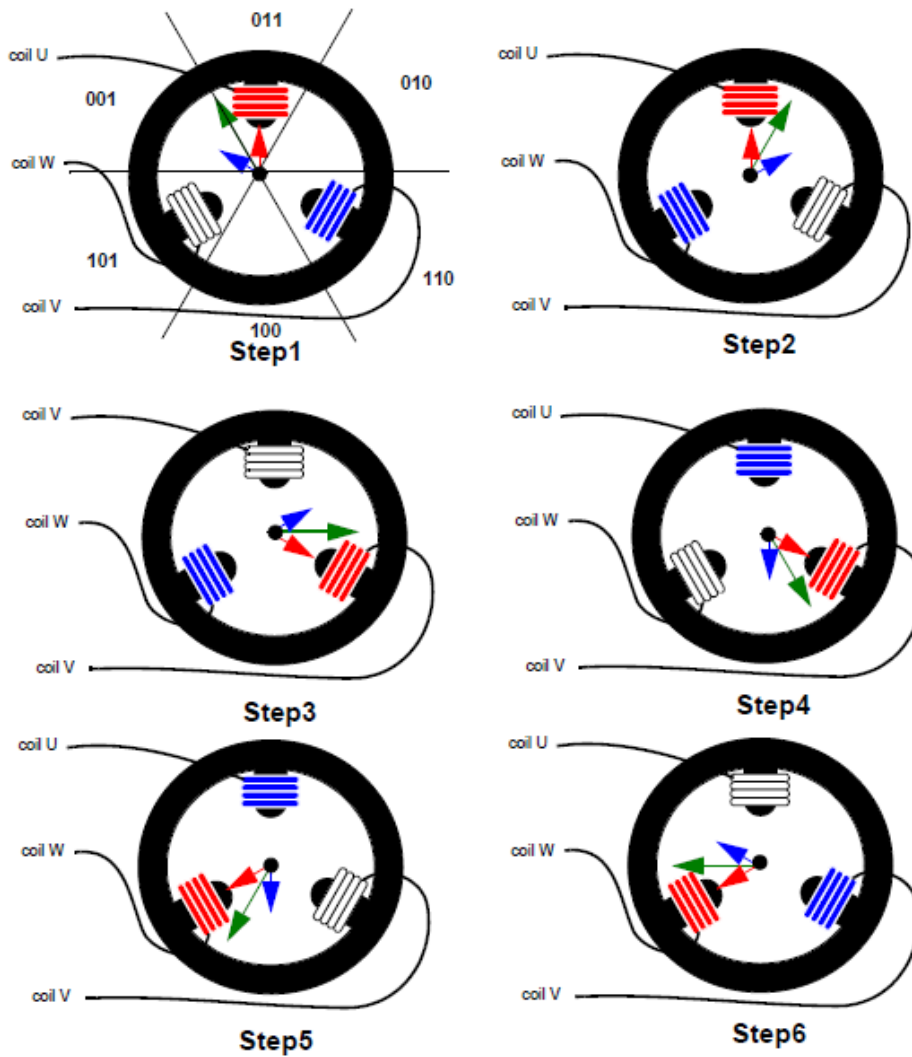 011
coil U
001
010
coil W
101
110
coil V
100
Step1
coil U
coil W
coil V
Step2
coil V
coil W
coil V
Step3
coil U
coil W
coil V
Step4
coil U
coil W
coil V
Step5
coil U
coil W
coil V
Step6